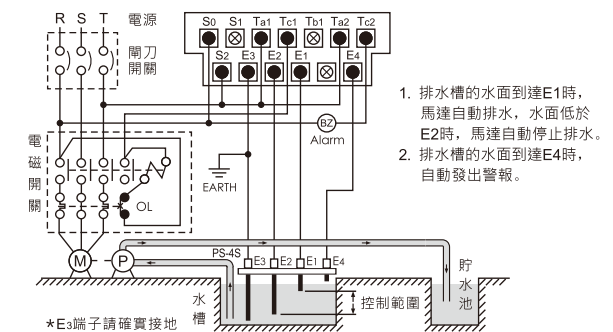 R S T 電源
閘刀
開關
S0 S1 Ta1 Tc1 Tb1 Ta2 Tc2
S2 E3 E2 E1 E4
BZ
Alarm
1. 排水槽的水面到達E1時，
馬達自動排水，水面低於
E2時，馬達自動停止排水。
2. 排水槽的水面到達E4時，
自動發出警報。
電磁開關
OL
EARTH
M P
PS-4S
E3 E2 E1 E4
水槽
控制範圍
貯水池
*E3端子請確實接地